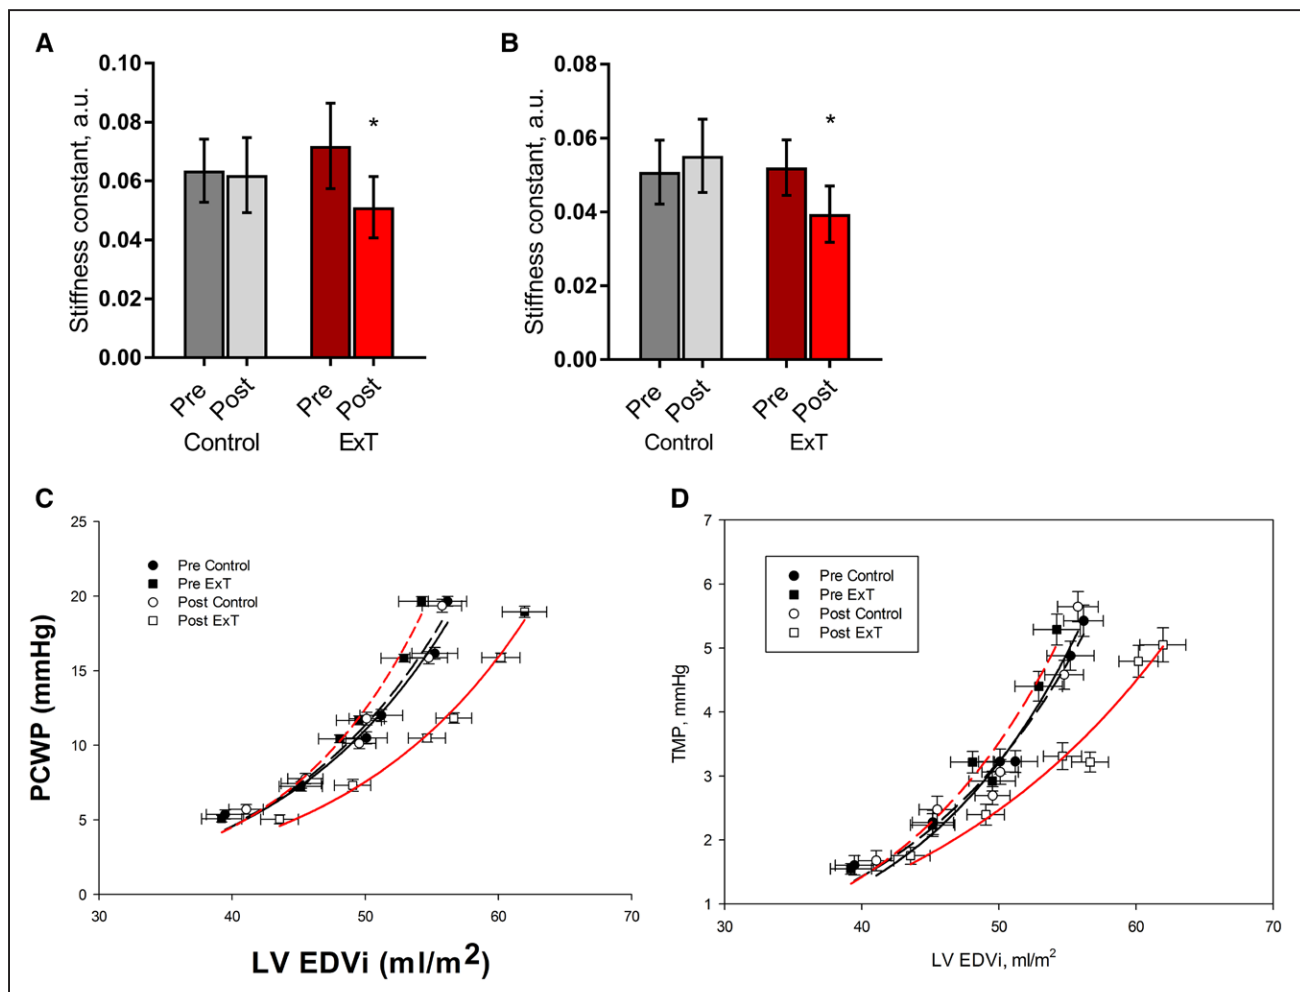 A
Stiffness constant, a.u.
0.10
0.08
0.06
0.04
0.02
0.00
*
Pre
Post
Pre
Post
Control
ExT
B
Stiffness constant, a.u.
0.08
0.06
0.04
0.02
0.00
*
Pre
Post
Pre
Post
Control
ExT
C
PCWP (mmHg)
25
20
15
10
5
0
Pre Control
Pre ExT
Post Control
Post ExT
30 40 50 60 70
LV EDVi (ml/m²)
D
TMP, mmHg
7
6
5
4
3
2
1
Pre Control
Pre ExT
Post Control
Post ExT
30 40 50 60 70
LV EDVi, ml/m²